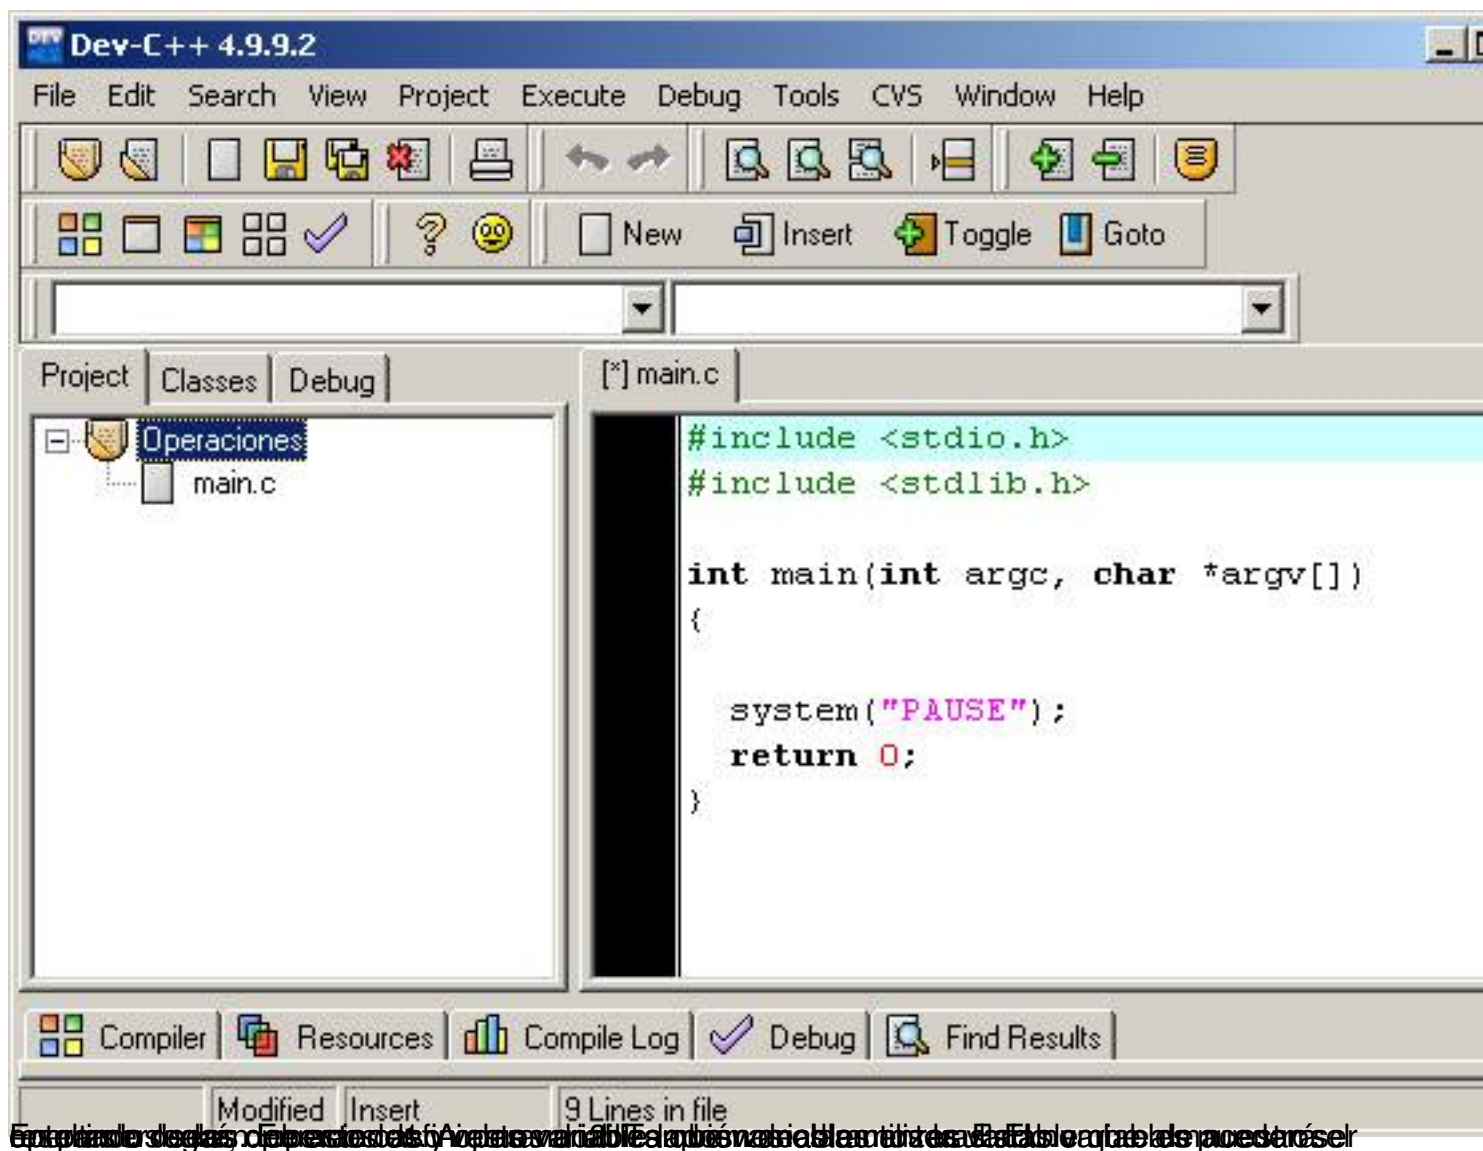 Dev-C++ 4.9.9.2
File Edit Search View Project Execute Debug Tools CVS Window Help
New Insert Toggle Goto
Project Classes Debug
[*] main.c
Operaciones
main.c
#include <stdio.h>
#include <stdlib.h>
int main(int argc, char *argv[])
{
system("PAUSE");
return 0;
}
Compiler Resources Compile Log Debug Find Results
Modified Insert 9 Lines in file